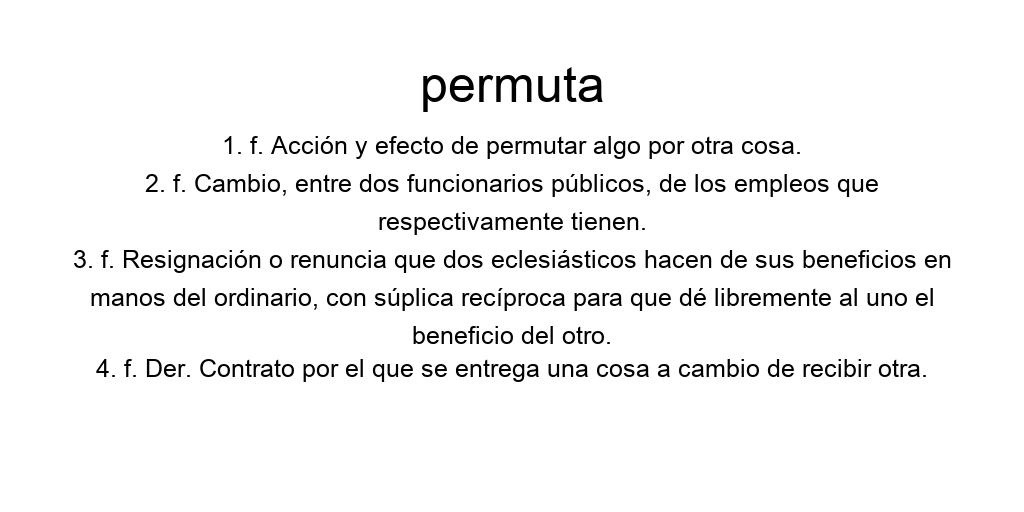 permuta
1. f. Acción y efecto de permutar algo por otra cosa.
2. f. Cambio, entre dos funcionarios públicos, de los empleos que
respectivamente tienen.
3. f. Resignación o renuncia que dos eclesiásticos hacen de sus beneficios en
manos del ordinario, con súplica recíproca para que dé libremente al uno el
beneficio del otro.
4. f. Der. Contrato por el que se entrega una cosa a cambio de recibir otra.